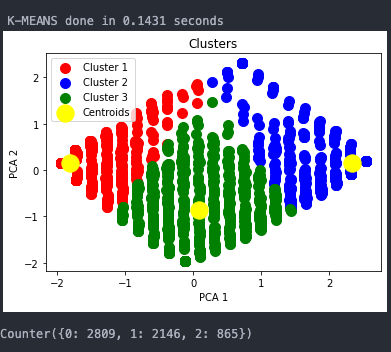 K-MEANS done in 0.1431 seconds
Clusters
Cluster 1
Cluster 2
Cluster 3
Centroids
PCA 2
2
1
0
−1
−2
−2
−1
0
1
2
PCA 1
Counter({0: 2809, 1: 2146, 2: 865})